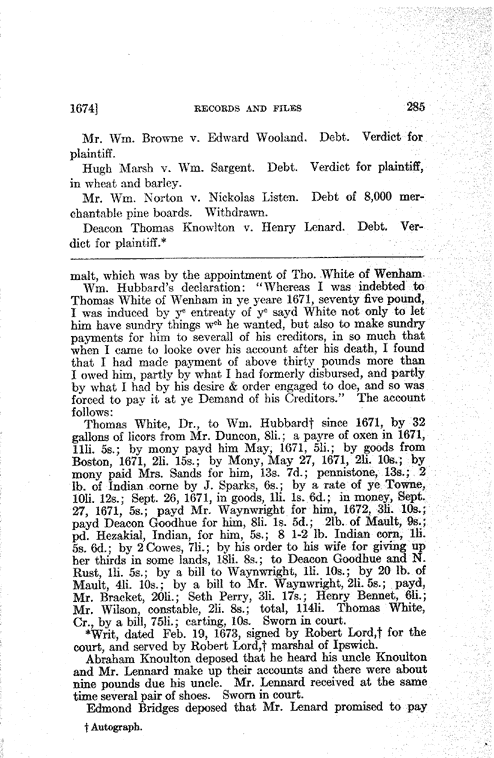 1674] RECORDS AND FILES 285
Mr. Wm. Browne v. Edward Wooland. Debt. Verdict for
plaintiff.
Hugh Marsh v. Wm. Sargent. Debt. Verdict for plaintiff,
in wheat and barley.
Mr. Wm. Norton v. Nickolas Listen. Debt of 8,000 mer-
chantable pine boards. Withdrawn.
Deacon Thomas Knowlton v. Henry Lenard. Debt. Ver-
dict for plaintiff.*
malt, which was by the appointment of Tho. White of Wenham.
Wm. Hubbard's declaration: "Whereas I was indebted to
Thomas White of Wenham in ye yeare 1671, seventy five pound,
I was induced by yᵉ entreaty of yᵉ sayd White not only to let
him have sundry things wᶜʰ he wanted, but also to make sundry
payments for him to severall of his creditors, in so much that
when I came to looke over his account after his death, I found
that I had made payment of above thirty pounds more than
I owed him, partly by what I had formerly disbursed, and partly
by what I had by his desire & order engaged to doe, and so was
forced to pay it at ye Demand of his Creditors." The account
follows:
Thomas White, Dr., to Wm. Hubbard† since 1671, by 32
gallons of licors from Mr. Duncon, 8li.; a payre of oxen in 1671,
11li. 5s.; by mony payd him May, 1671, 5li.; by goods from
Boston, 1671, 2li. 15s.; by Mony, May 27, 1671, 2li. 10s.; by
mony paid Mrs. Sands for him, 13s. 7d.; pennistone, 13s.; 2
lb. of Indian corne by J. Sparks, 6s.; by a rate of ye Towne,
10li. 12s.; Sept. 26, 1671, in goods, 1li. 1s. 6d.; in money, Sept.
27, 1671, 5s.; payd Mr. Waynwright for him, 1672, 3li. 10s.;
payd Deacon Goodhue for him, 8li. 1s. 5d.; 2lb. of Mault, 9s.;
pd. Hezakial, Indian, for him, 5s.; 8 1-2 lb. Indian corn, 1li.
5s. 6d.; by 2 Cowes, 7li.; by his order to his wife for giving up
her thirds in some lands, 18li. 8s.; to Deacon Goodhue and N.
Rust, 1li. 5s.; by a bill to Waynwright, 1li. 10s.; by 20 lb. of
Mault, 4li. 10s.; by a bill to Mr. Waynwright, 2li. 5s.; payd,
Mr. Bracket, 20li.; Seth Perry, 3li. 17s.; Henry Bennet, 6li.;
Mr. Wilson, constable, 2li. 8s.; total, 114li. Thomas White,
Cr., by a bill, 75li.; carting, 10s. Sworn in court.
*Writ, dated Feb. 19, 1673, signed by Robert Lord,† for the
court, and served by Robert Lord,† marshal of Ipswich.
Abraham Knoulton deposed that he heard his uncle Knoulton
and Mr. Lennard make up their accounts and there were about
nine pounds due his uncle. Mr. Lennard received at the same
time several pair of shoes. Sworn in court.
Edmond Bridges deposed that Mr. Lenard promised to pay
† Autograph.